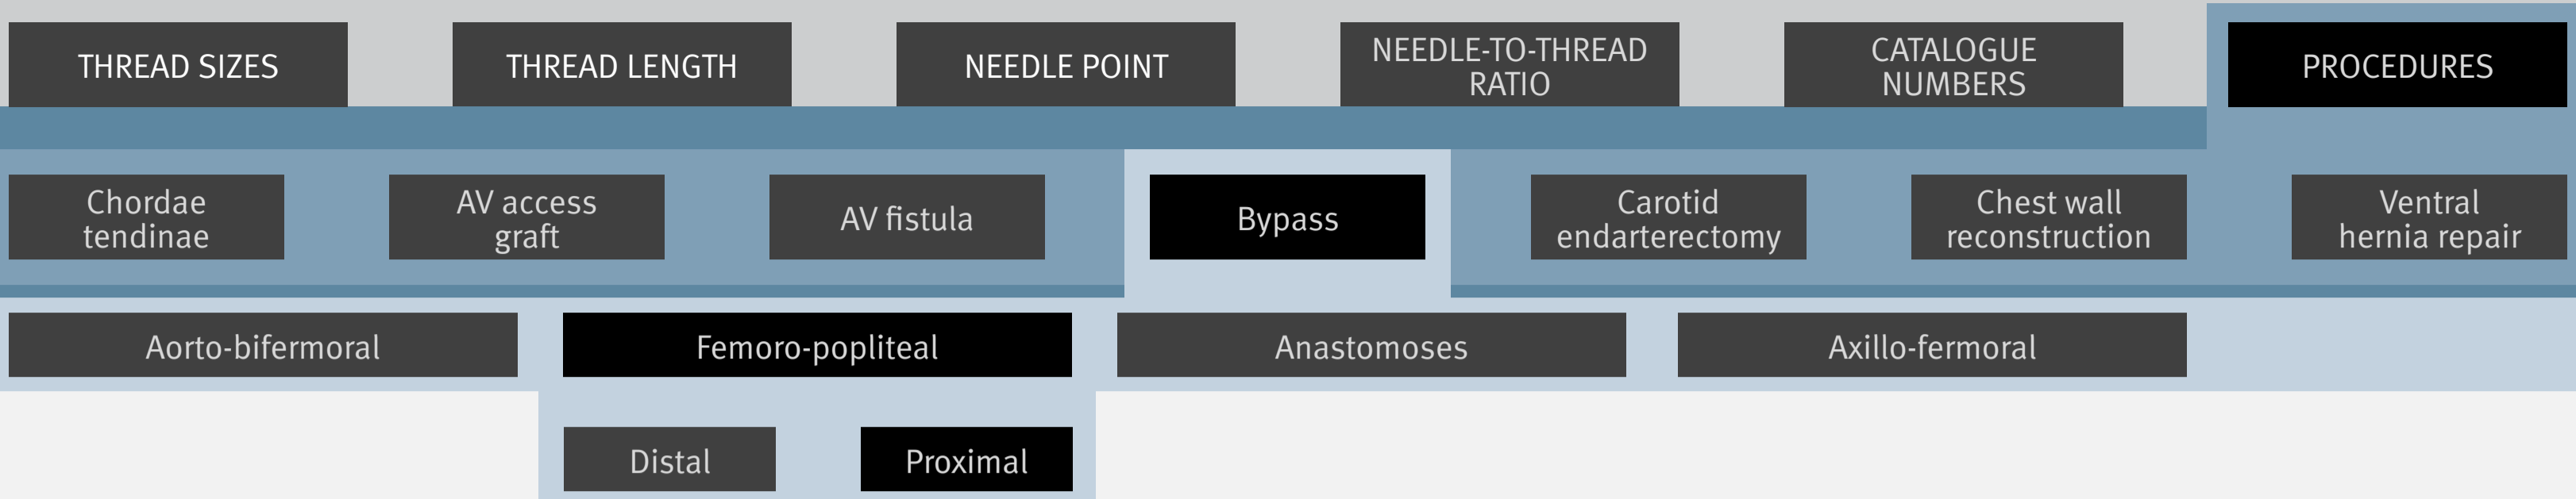 THREAD SIZES
THREAD LENGTH
NEEDLE POINT
NEEDLE-TO-THREAD
RATIO
CATALOGUE
NUMBERS
PROCEDURES
Chordae
tendinae
AV access
graft
AV fistula
Bypass
Carotid
endarterectomy
Chest wall
reconstruction
Ventral
hernia repair
Aorto-bifermoral
Femoro-popliteal
Anastomoses
Axillo-fermoral
Distal
Proximal